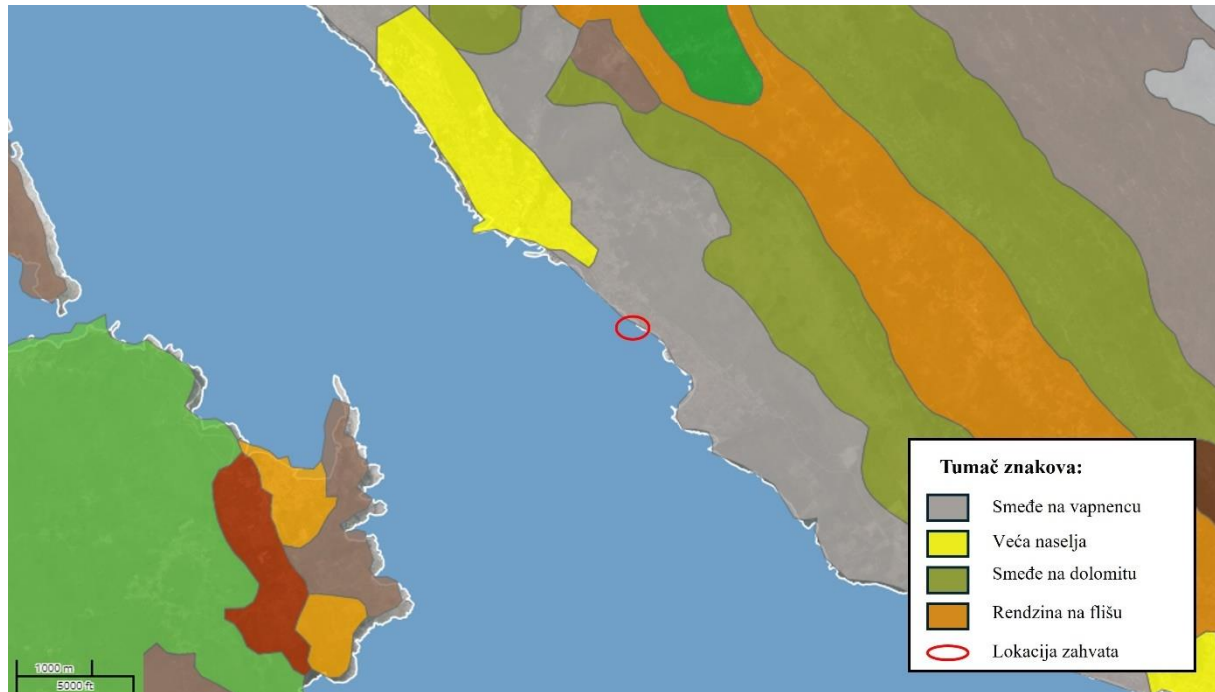 Tumač znakova:
Smeđe na vapnencu
Veća naselja
Smeđe na dolomitu
Rendzina na flišu
Lokacija zahvata
1000 m
5000 ft